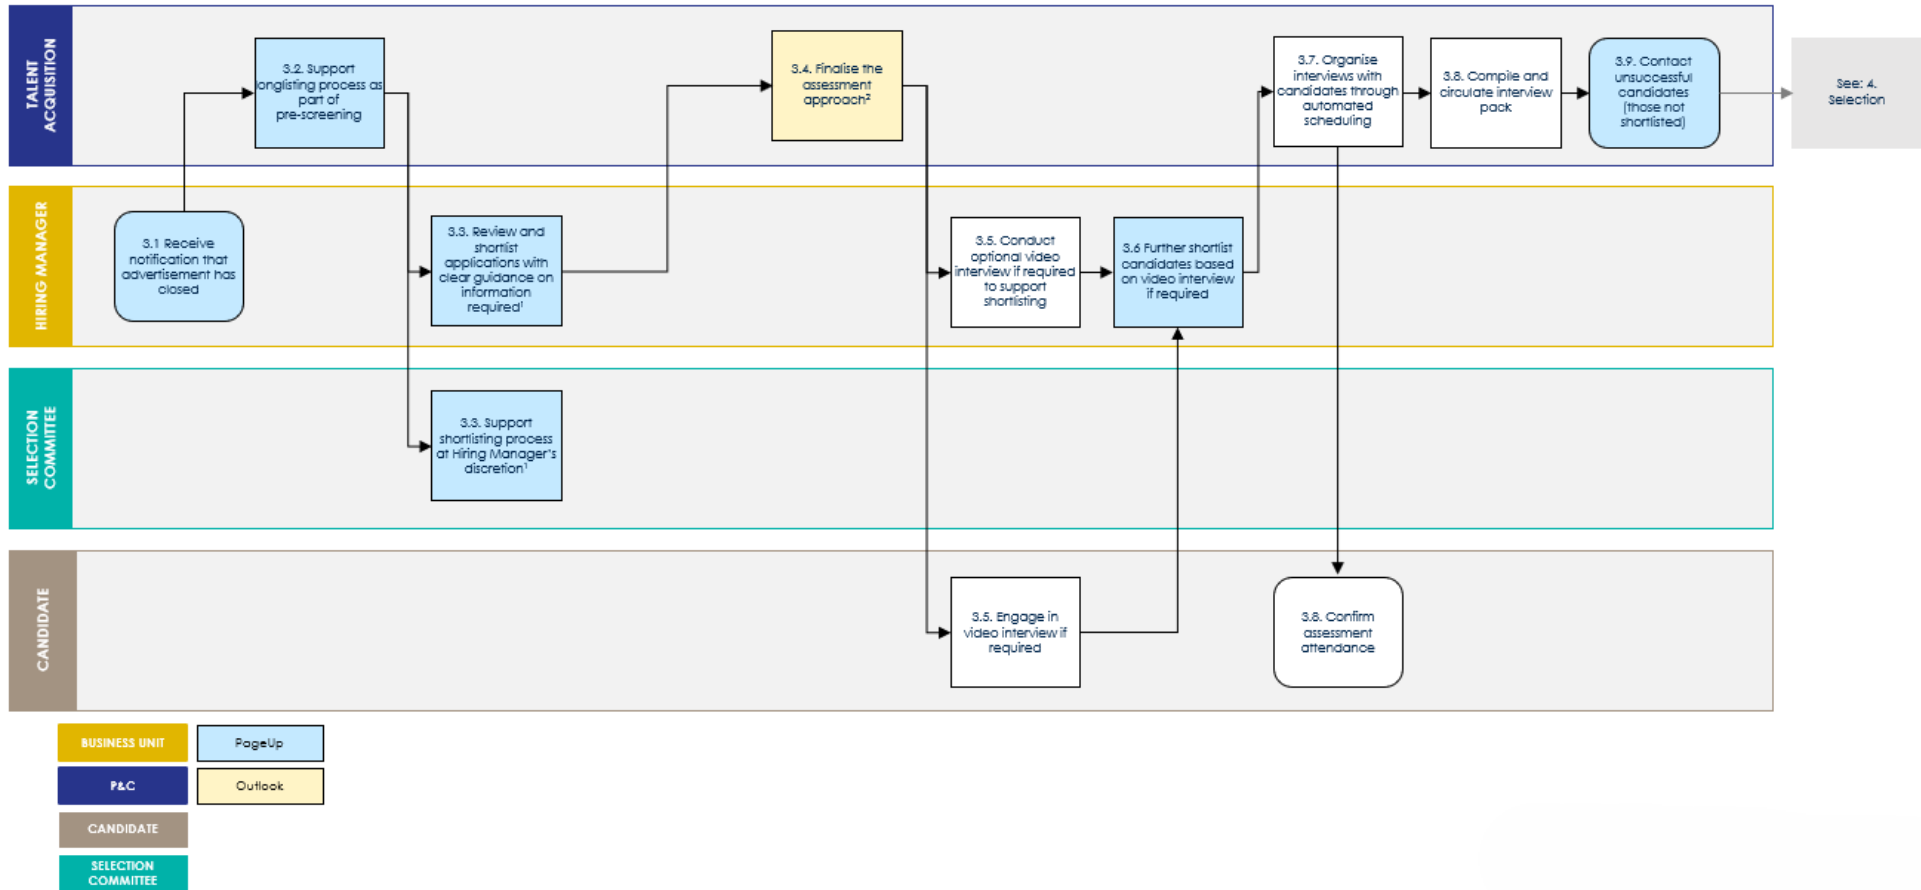 TALENT
ACQUISITION
3.2. Support
longlisting process as
part of
pre-screening
3.4. Finalise the
assessment
approach²
3.7. Organise
interviews with
candidates through
automated
scheduling
3.8. Compile and
circulate interview
pack
3.9. Contact
unsuccessful
candidates
(those not
shortlisted)
See: 4.
Selection
HIRING MANAGER
3.1 Receive
notification that
advertisement has
closed
3.3. Review and
shortlist
applications with
clear guidance on
information
required¹
3.5. Conduct
optional video
interview if required
to support
shortlisting
3.6 Further shortlist
candidates based
on video interview
if required
SELECTION
COMMITTEE
3.3. Support
shortlisting process
at Hiring Manager's
discretion¹
CANDIDATE
3.5. Engage in
video interview if
required
3.8. Confirm
assessment
attendance
BUSINESS UNIT
PageUp
P&C
Outlook
CANDIDATE
SELECTION
COMMITTEE